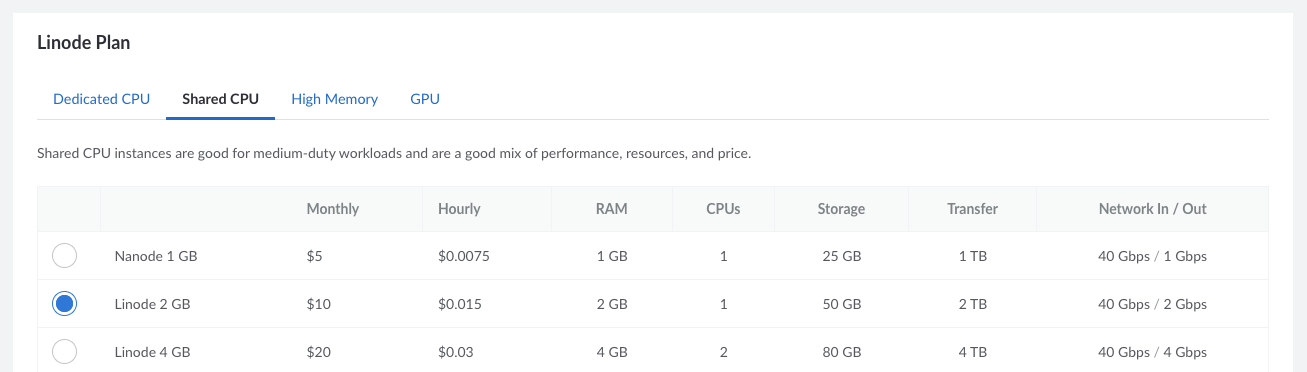 Linode Plan
Dedicated CPU Shared CPU High Memory GPU
Shared CPU instances are good for medium-duty workloads and are a good mix of performance, resources, and price.
Monthly Hourly RAM CPUs Storage Transfer Network In / Out
Nanode 1 GB $5 $0.0075 1 GB 1 25 GB 1 TB 40 Gbps / 1 Gbps
Linode 2 GB $10 $0.015 2 GB 1 50 GB 2 TB 40 Gbps / 2 Gbps
Linode 4 GB $20 $0.03 4 GB 2 80 GB 4 TB 40 Gbps / 4 Gbps